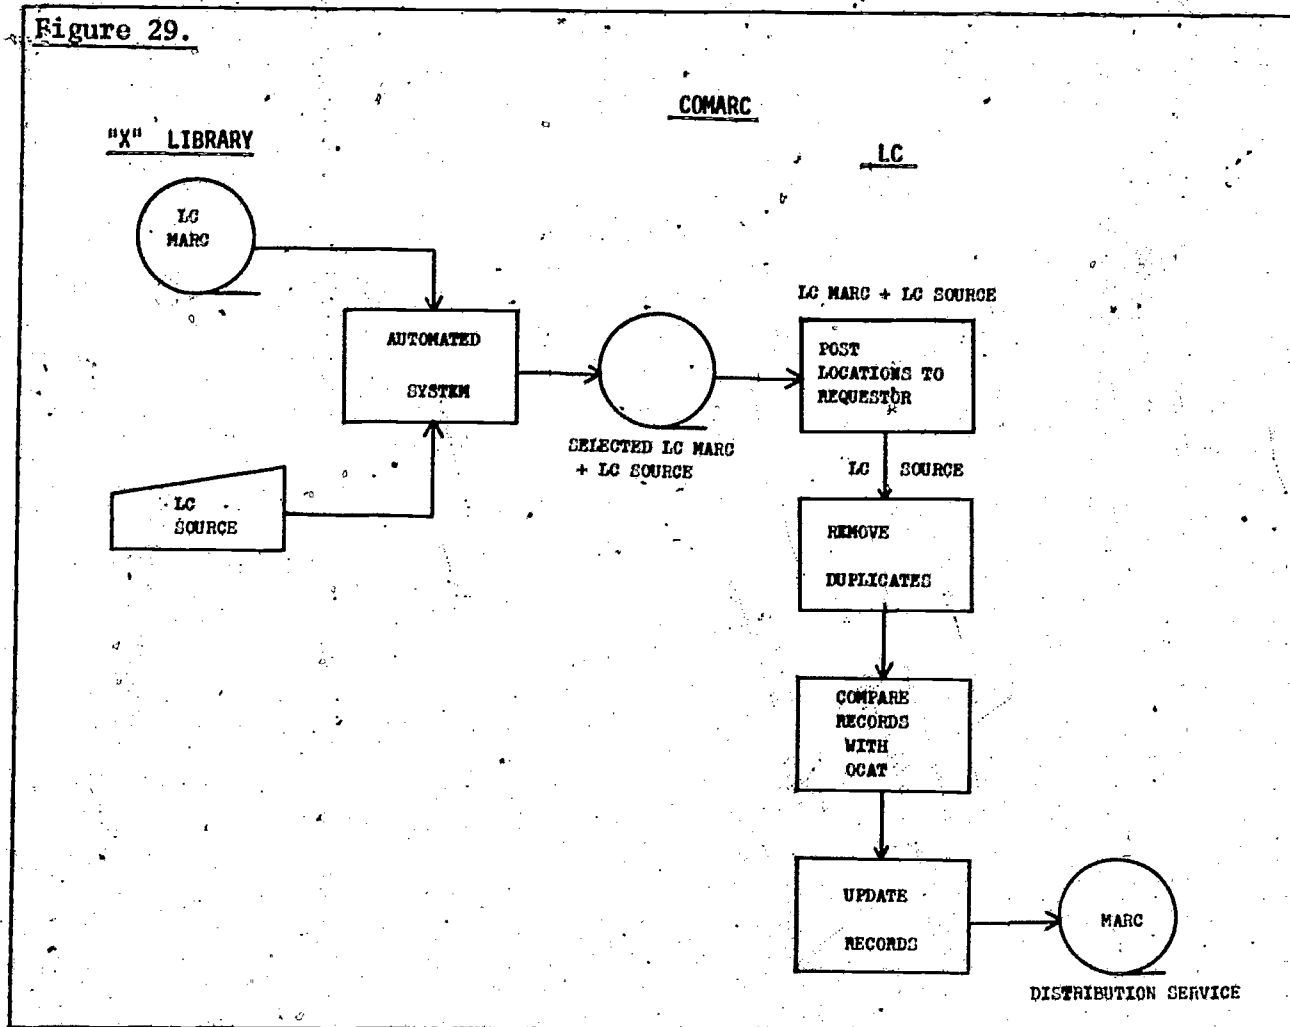 Figure 29.
COMARC
"X" LIBRARY
LC
LC
MARC
AUTOMATED
SYSTEM
LC
SOURCE
SELECTED LC MARC
+ LC SOURCE
LC MARC + LC SOURCE
POST
LOCATIONS TO
REQUESTOR
LC SOURCE
REMOVE
DUPLICATES
COMPARE
RECORDS
WITH
OCAT
UPDATE
RECORDS
MARC
DISTRIBUTION SERVICE